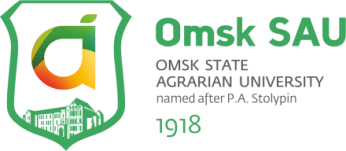 Omsk SAU
OMSK STATE
AGRARIAN UNIVERSITY
named after P.A. Stolypin
1918